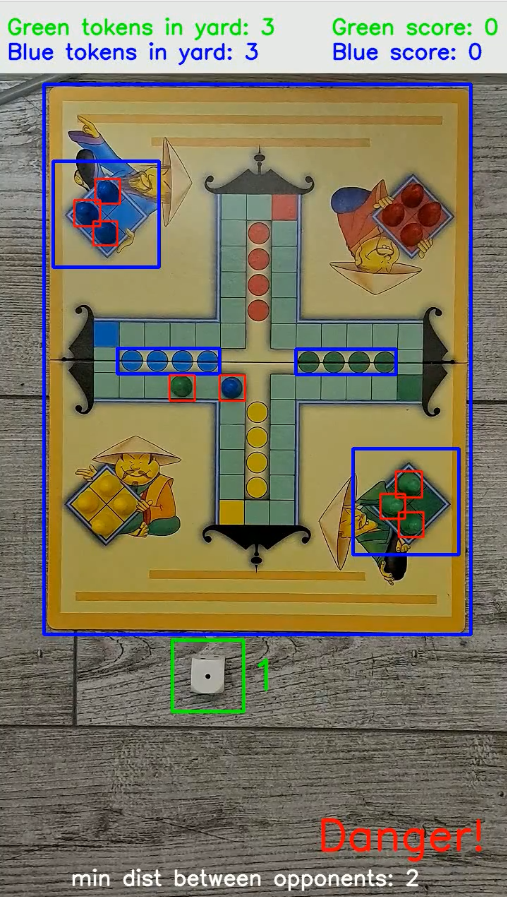 Green tokens in yard: 3 Green score: 0
Blue tokens in yard: 3 Blue score: 0
1
Danger!
min dist between opponents: 2